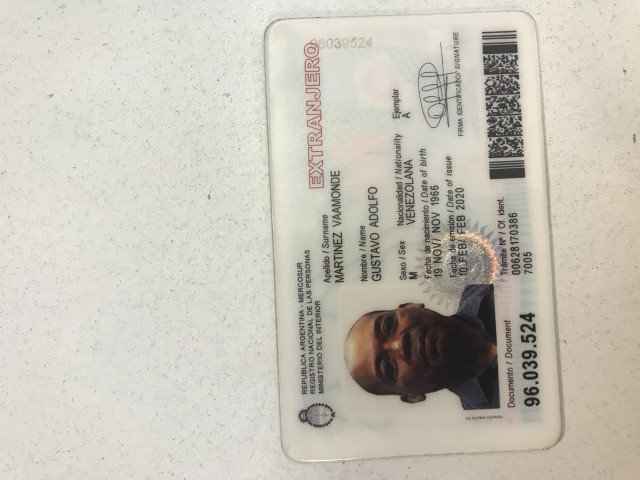 REPUBLICA ARGENTINA - MERCOSUR
REGISTRO NACIONAL DE LAS PERSONAS
MINISTERIO DEL INTERIOR
EXTRANJERO
96039524
Apellido / Surname
MARTINEZ VAAMONDE
Nombre / Name
GUSTAVO ADOLFO
Sexo / Sex Nacionalidad / Nationality Ejemplar
M VENEZOLANA A
Fecha de nacimiento / Date of birth
19 NOV/ NOV 1966
Fecha de emisión / Date of issue
10 FEB/ FEB 2020
FIRMA IDENTIFICADO/ SIGNATURE
Trámite Nº / Of. ident.
00628170386
7005
Documento / Document
96.039.524